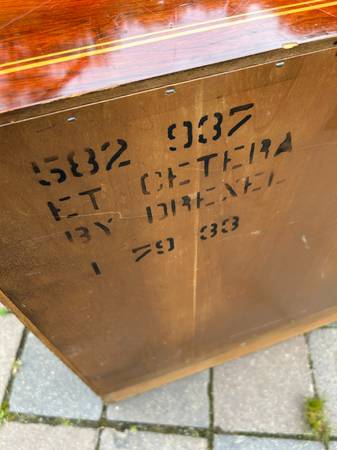 582 937
ET CETERA
BY DREXEL
1 79 88